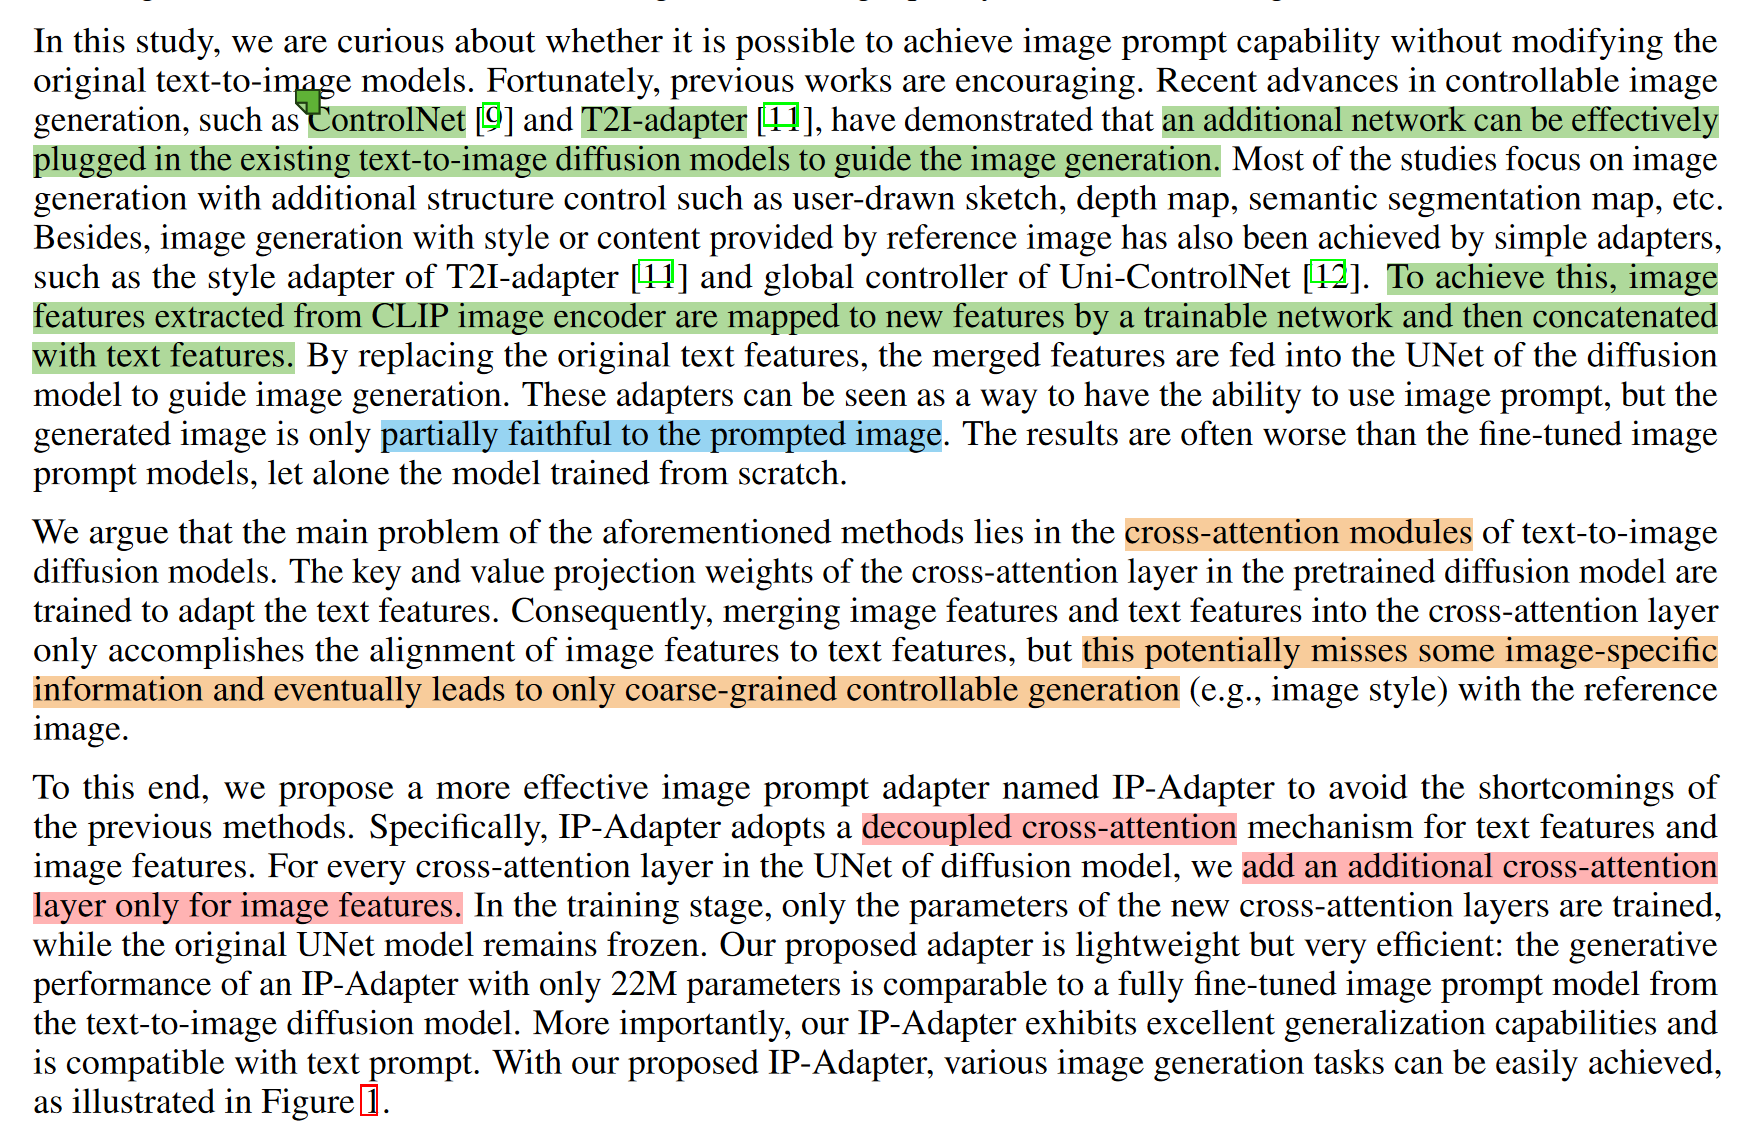 In this study, we are curious about whether it is possible to achieve image prompt capability without modifying the
original text-to-image models. Fortunately, previous works are encouraging. Recent advances in controllable image
generation, such as ControlNet [9] and T2I-adapter [11], have demonstrated that an additional network can be effectively
plugged in the existing text-to-image diffusion models to guide the image generation. Most of the studies focus on image
generation with additional structure control such as user-drawn sketch, depth map, semantic segmentation map, etc.
Besides, image generation with style or content provided by reference image has also been achieved by simple adapters,
such as the style adapter of T2I-adapter [11] and global controller of Uni-ControlNet [12]. To achieve this, image
features extracted from CLIP image encoder are mapped to new features by a trainable network and then concatenated
with text features. By replacing the original text features, the merged features are fed into the UNet of the diffusion
model to guide image generation. These adapters can be seen as a way to have the ability to use image prompt, but the
generated image is only partially faithful to the prompted image. The results are often worse than the fine-tuned image
prompt models, let alone the model trained from scratch.
We argue that the main problem of the aforementioned methods lies in the cross-attention modules of text-to-image
diffusion models. The key and value projection weights of the cross-attention layer in the pretrained diffusion model are
trained to adapt the text features. Consequently, merging image features and text features into the cross-attention layer
only accomplishes the alignment of image features to text features, but this potentially misses some image-specific
information and eventually leads to only coarse-grained controllable generation (e.g., image style) with the reference
image.
To this end, we propose a more effective image prompt adapter named IP-Adapter to avoid the shortcomings of
the previous methods. Specifically, IP-Adapter adopts a decoupled cross-attention mechanism for text features and
image features. For every cross-attention layer in the UNet of diffusion model, we add an additional cross-attention
layer only for image features. In the training stage, only the parameters of the new cross-attention layers are trained,
while the original UNet model remains frozen. Our proposed adapter is lightweight but very efficient: the generative
performance of an IP-Adapter with only 22M parameters is comparable to a fully fine-tuned image prompt model from
the text-to-image diffusion model. More importantly, our IP-Adapter exhibits excellent generalization capabilities and
is compatible with text prompt. With our proposed IP-Adapter, various image generation tasks can be easily achieved,
as illustrated in Figure 1.